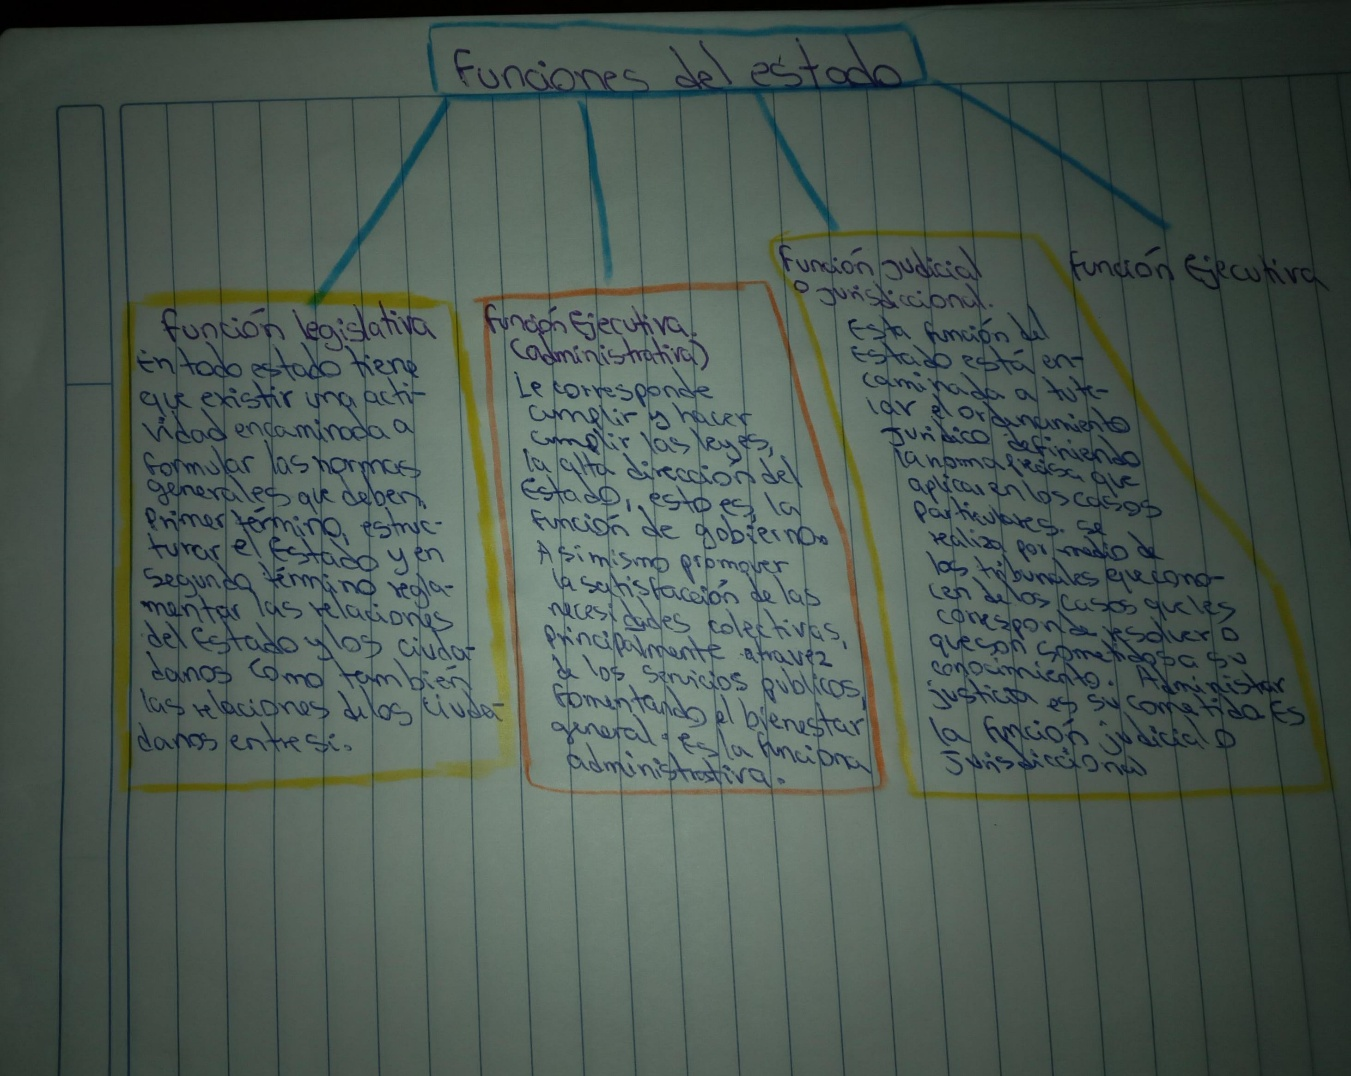 Funciones del estado
Función legislativa
En todo estado tiene
que existir una acti-
vidad encaminada a
formular las normas
generales que deben,
Primer término, estruc-
turar el Estado y en
segundo término regla-
mentar las relaciones
del Estado y los ciuda-
danos como también
las relaciones de los ciuda-
danos entre si.
Función Ejecutiva
(administrativa)
Le corresponde
cumplir y hacer
cumplir las leyes,
la alta dirección del
Estado, esto es la
función de gobierno.
Asimismo promover
la satisfacción de las
necesidades colectivas,
principalmente atravez
de los servicios públicos,
fomentando el bienestar
general. es la funciona
administrativa.
Función judicial
o jurisdiccional.
Esta función del
Estado está en-
caminada a tute-
lar el ordenamiento
jurídico definiendo
la norma precisa que
aplicar en los casos
particulares. se
realiza por medio de
los tribunales que cono-
cen de los casos que les
corresponde resolver o
que son sometidos a su
conocimiento. Administar
justicia es su cometido Es
la función judicial o
jurisdiccional
Función Ejecutiva